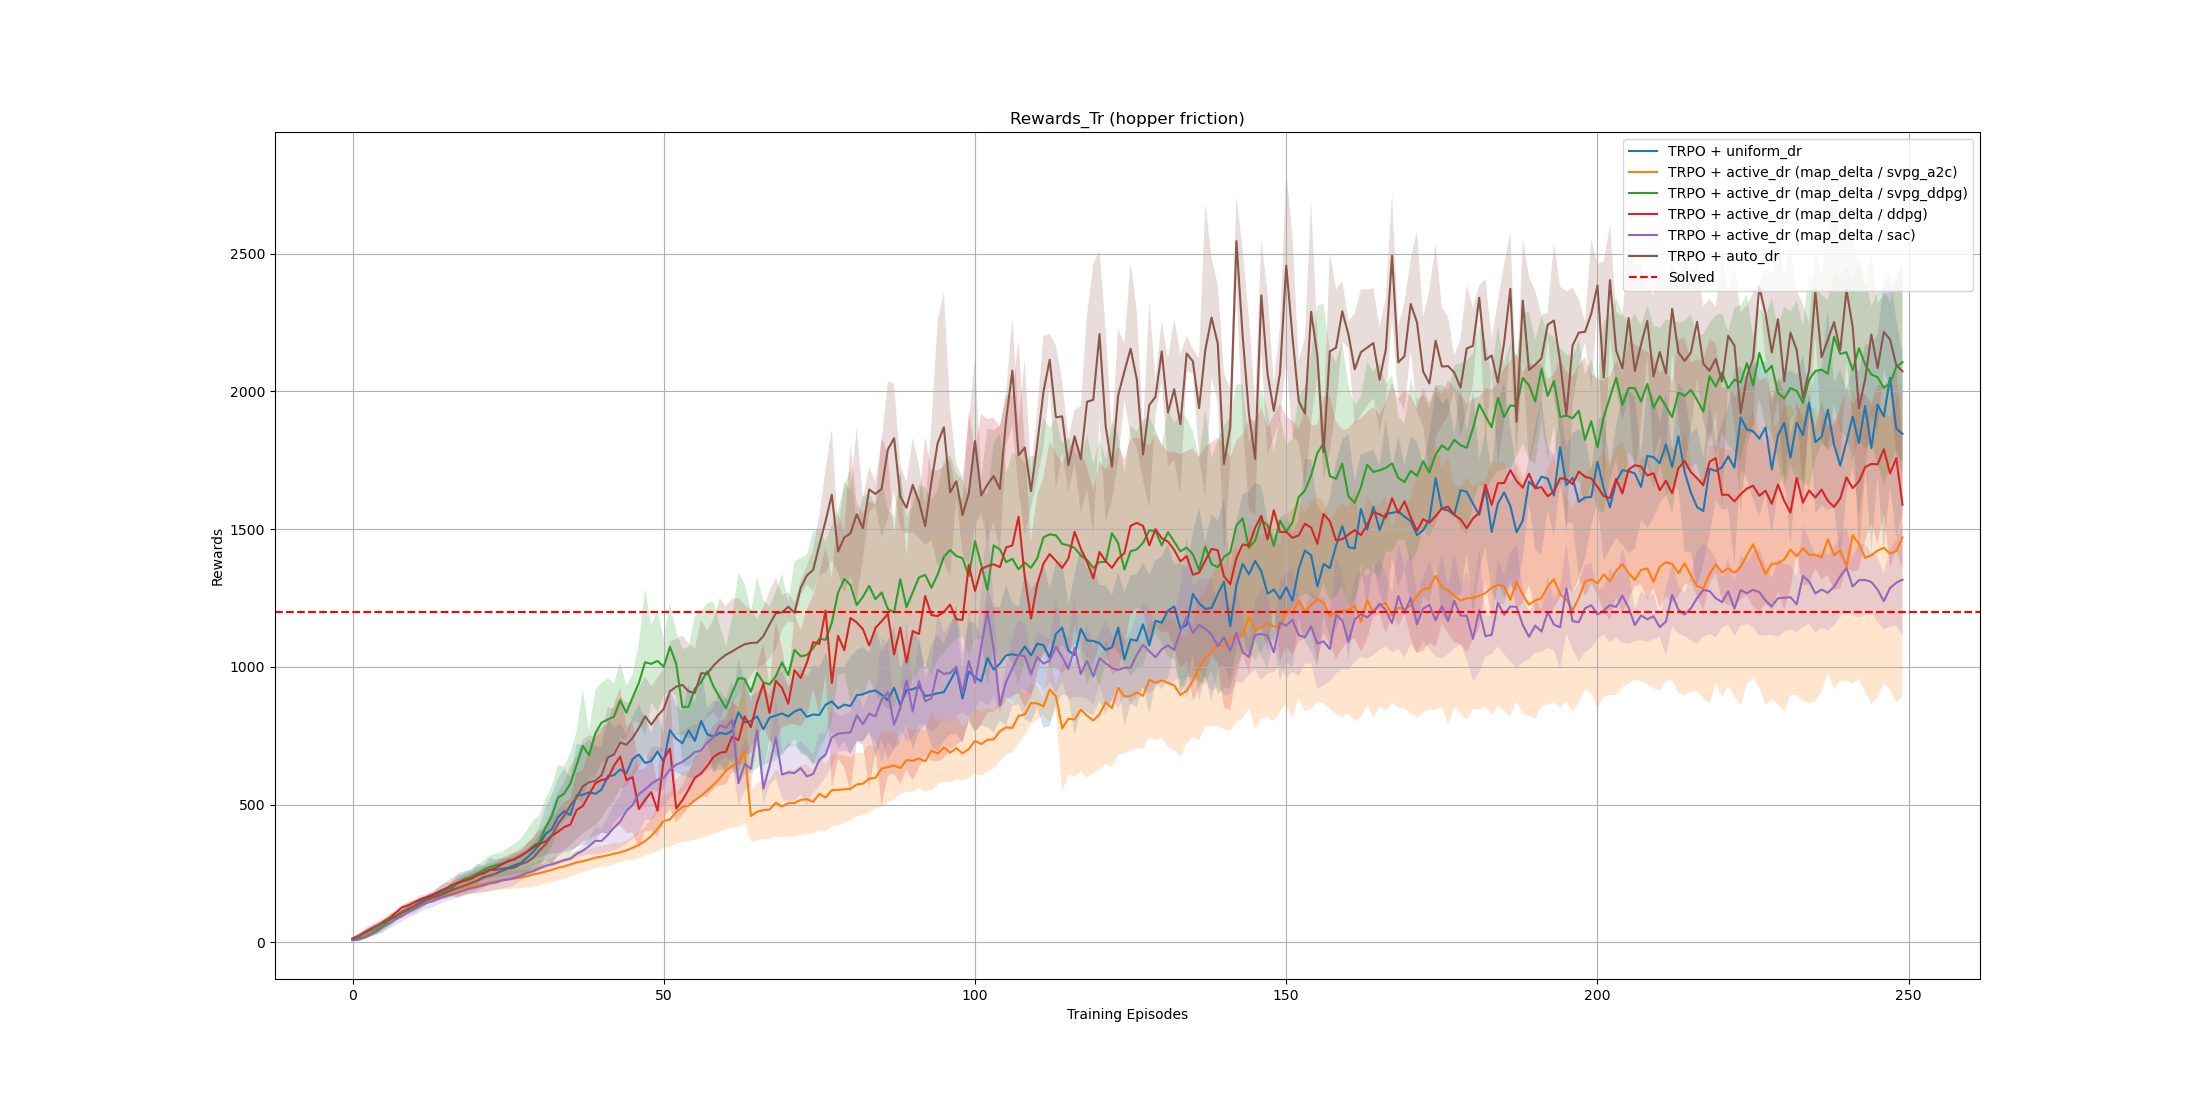 Rewards_Tr (hopper friction)
TRPO + uniform_dr
TRPO + active_dr (map_delta / svpg_a2c)
TRPO + active_dr (map_delta / svpg_ddpg)
TRPO + active_dr (map_delta / ddpg)
TRPO + active_dr (map_delta / sac)
TRPO + auto_dr
Solved
2500
2000
1500
1000
500
0
Rewards
0 50 100 150 200 250
Training Episodes